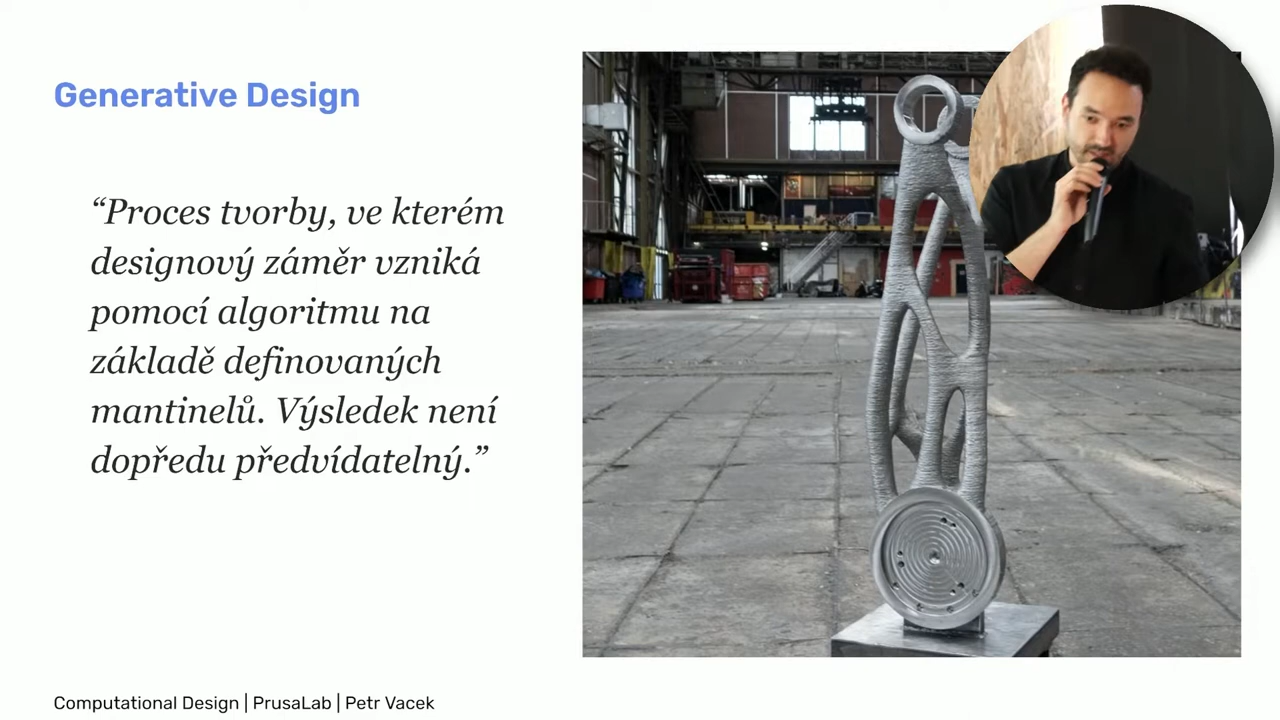 Generative Design
“Proces tvorby, ve kterém
designový záměr vzniká
pomocí algoritmu na
základě definovaných
mantinelů. Výsledek není
dopředu předvídatelný.”
Computational Design | PrusaLab | Petr Vacek